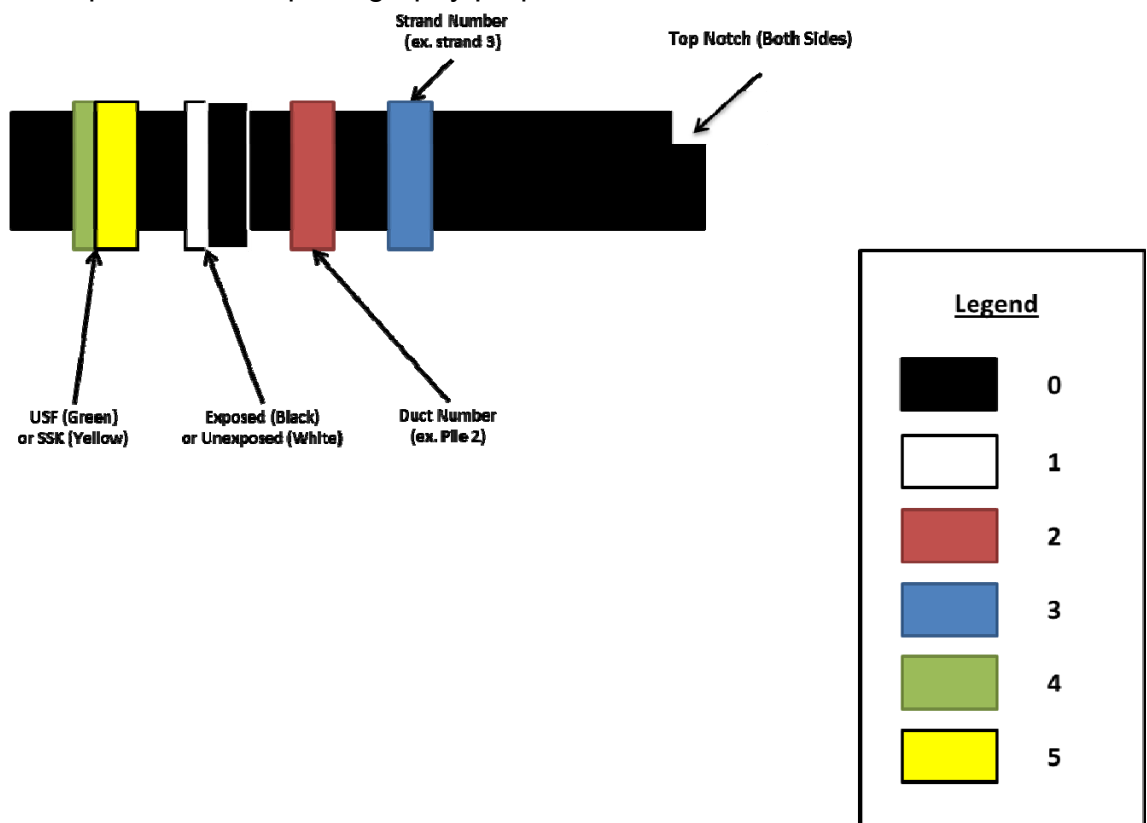 Strand Number
(ex. strand 3)
Top Notch (Both Sides)
USF (Green)
or SSK (Yellow)
Exposed (Black)
or Unexposed (White)
Duct Number
(ex. Pile 2)
Legend
0
1
2
3
4
5